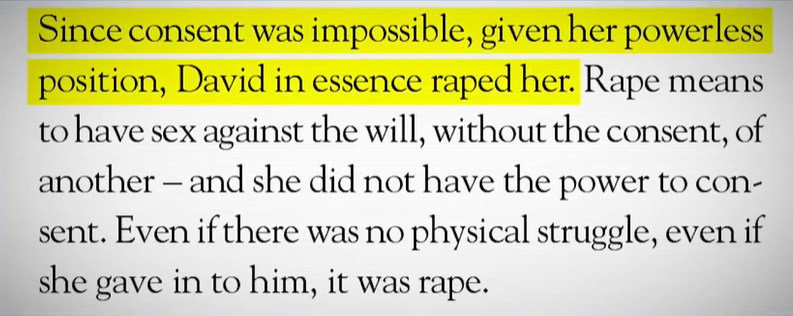 Since consent was impossible, given her powerless
position, David in essence raped her. Rape means
to have sex against the will, without the consent, of
another – and she did not have the power to con-
sent. Even if there was no physical struggle, even if
she gave in to him, it was rape.